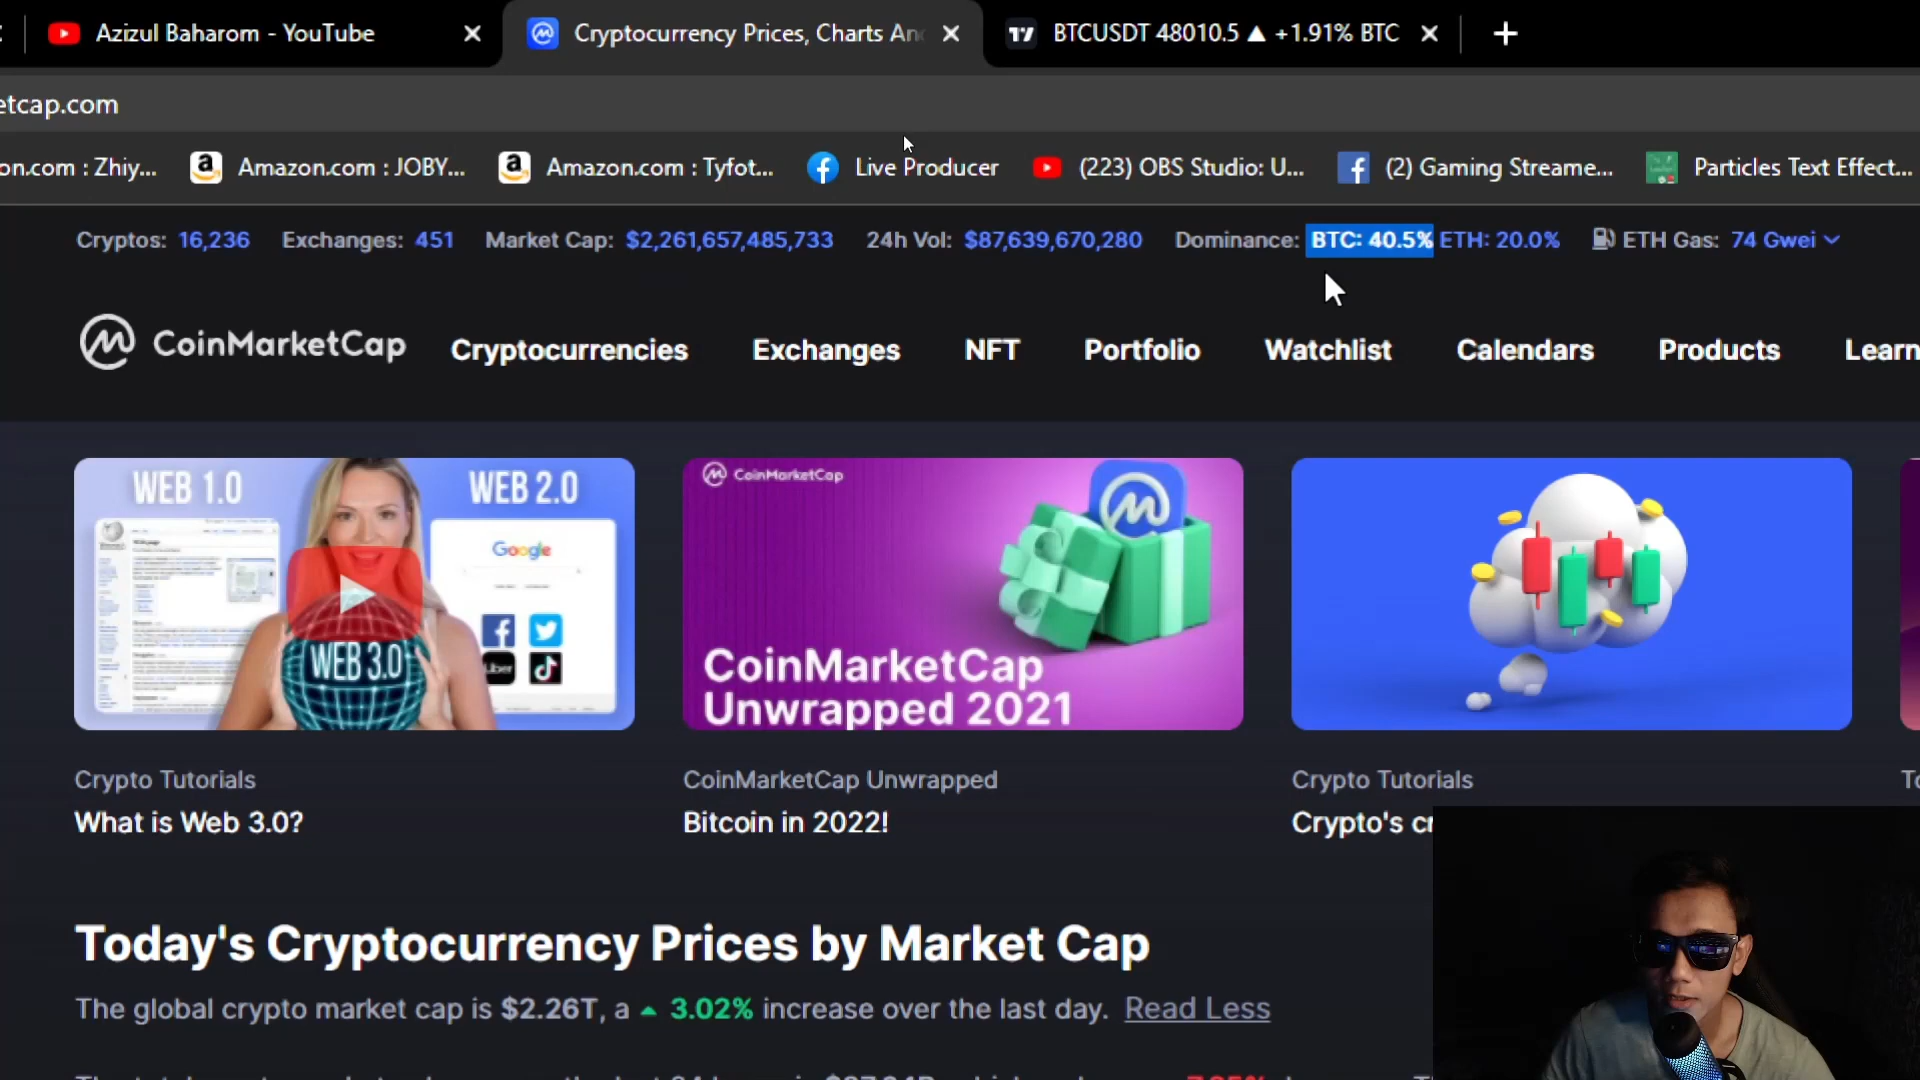 Azizul Baharom - YouTube
Cryptocurrency Prices, Charts An
BTCUSDT 48010.5 ▲ +1.91% BTC
etcap.com
on.com : Zhiy...
Amazon.com : JOBY...
Amazon.com : Tyfot...
Live Producer
(223) OBS Studio: U...
(2) Gaming Streame...
Particles Text Effect...
Cryptos: 16,236 Exchanges: 451 Market Cap: $2,261,657,485,733 24h Vol: $87,639,670,280 Dominance: BTC: 40.5% ETH: 20.0% ETH Gas: 74 Gwei
CoinMarketCap
Cryptocurrencies
Exchanges
NFT
Portfolio
Watchlist
Calendars
Products
Learn
WEB 1.0
WEB 2.0
Google
Uber
WEB 3.0
CoinMarketCap
CoinMarketCap
Unwrapped 2021
Crypto Tutorials
What is Web 3.0?
CoinMarketCap Unwrapped
Bitcoin in 2022!
Crypto Tutorials
Crypto's
Today's Cryptocurrency Prices by Market Cap
The global crypto market cap is $2.26T, a ▲ 3.02% increase over the last day. Read Less